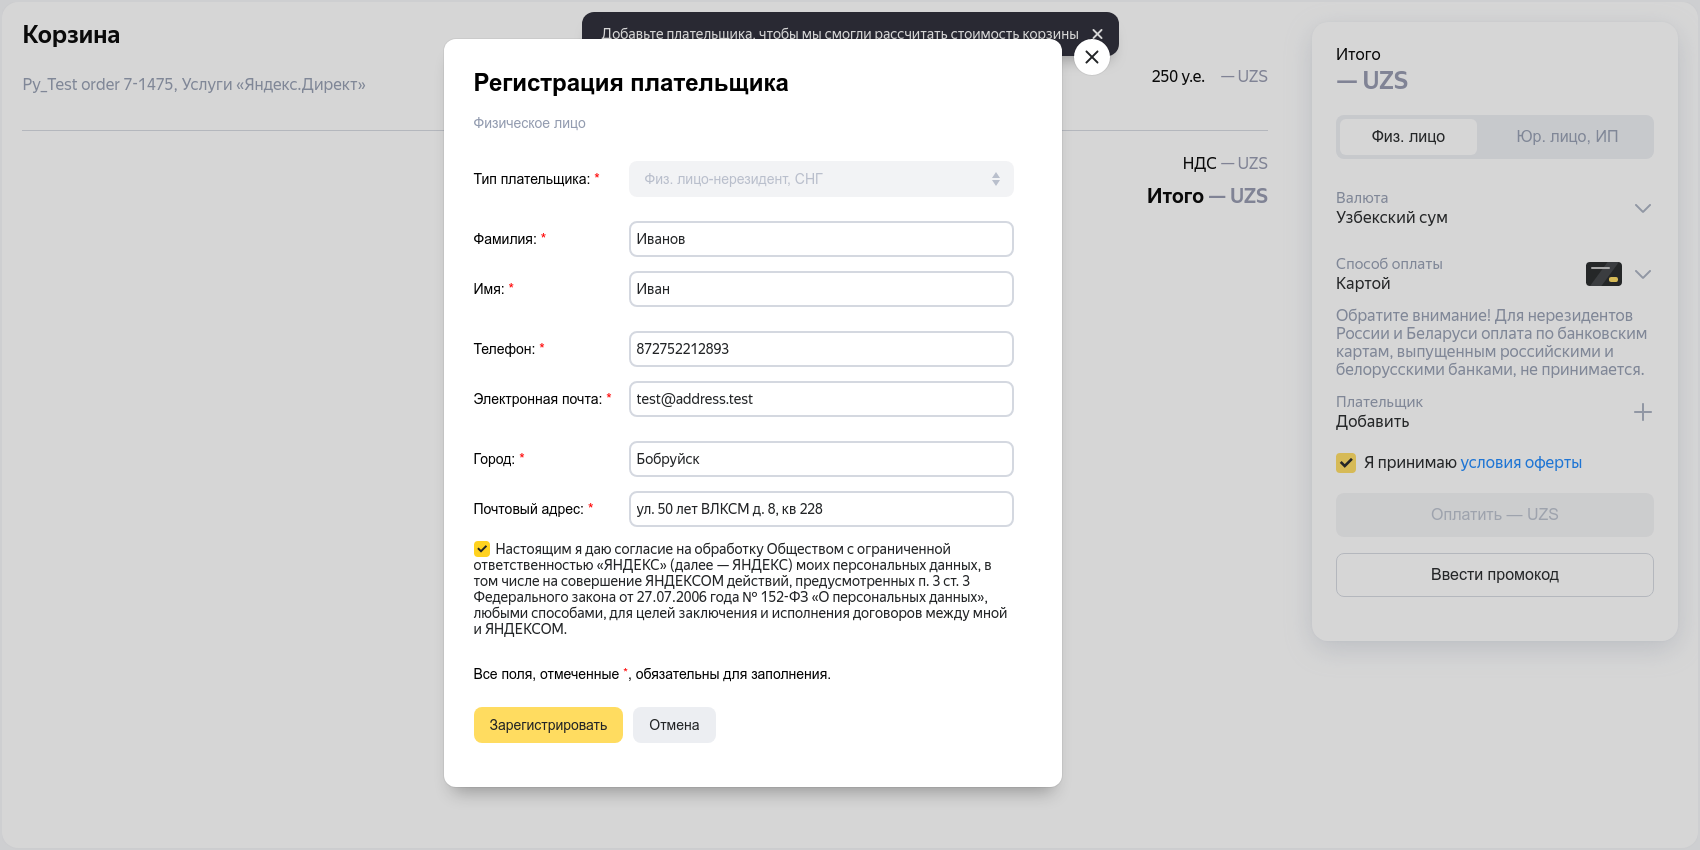 Корзина
Добавьте плательщика, чтобы мы смогли рассчитать стоимость корзины
Py_Test order 7-1475, Услуги «Яндекс.Директ»
250 у.е. — UZS
НДС — UZS
Итого — UZS
Регистрация плательщика
Физическое лицо
Тип плательщика: * Физ. лицо-нерезидент, СНГ
Фамилия: * Иванов
Имя: * Иван
Телефон: * 872752212893
Электронная почта: * test@address.test
Город: * Бобруйск
Почтовый адрес: * ул. 50 лет ВЛКСМ д. 8, кв 228
Настоящим я даю согласие на обработку Обществом с ограниченной
ответственностью «ЯНДЕКС» (далее — ЯНДЕКС) моих персональных данных, в
том числе на совершение ЯНДЕКСОМ действий, предусмотренных п. 3 ст. 3
Федерального закона от 27.07.2006 года № 152-ФЗ «О персональных данных»,
любыми способами, для целей заключения и исполнения договоров между мной
и ЯНДЕКСОМ.
Все поля, отмеченные *, обязательны для заполнения.
Зарегистрировать Отмена
Итого
— UZS
Физ. лицо Юр. лицо, ИП
Валюта
Узбекский сум
Способ оплаты
Картой
Обратите внимание! Для нерезидентов
России и Беларуси оплата по банковским
картам, выпущенным российскими и
белорусскими банками, не принимается.
Плательщик
Добавить
Я принимаю условия оферты
Оплатить — UZS
Ввести промокод